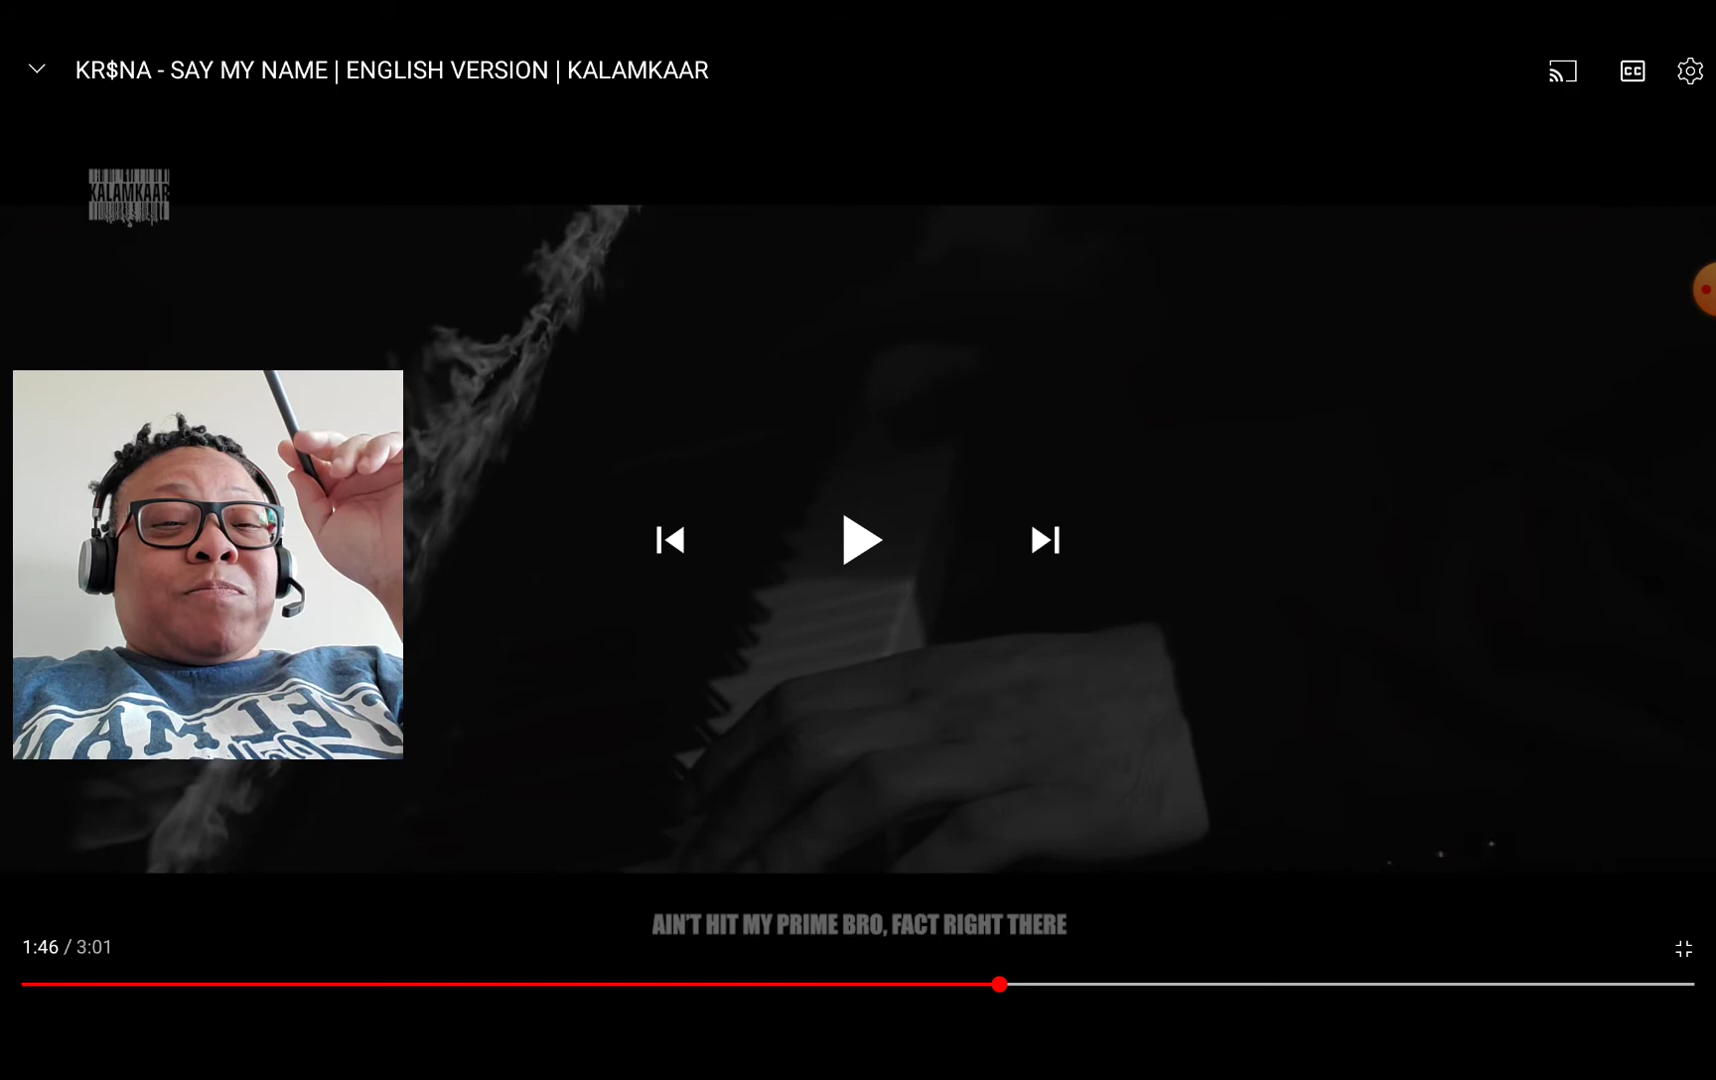 KR$NA - SAY MY NAME | ENGLISH VERSION | KALAMKAAR
CC
KALAMKAAR
AIN'T HIT MY PRIME BRO, FACT RIGHT THERE
1:46 / 3:01